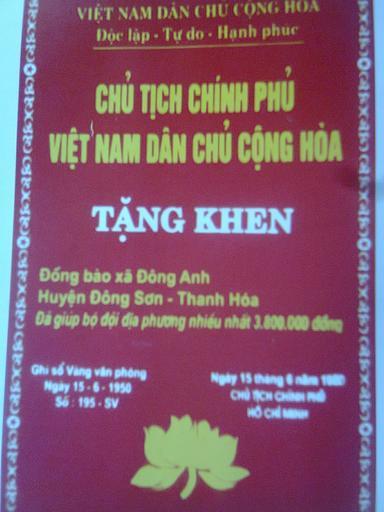 VIỆT NAM DÂN CHỦ CỘNG HÒA
Độc lập - Tự do - Hạnh phúc
CHỦ TỊCH CHÍNH PHỦ
VIỆT NAM DÂN CHỦ CỘNG HÒA
TẶNG KHEN
Đồng bào xã Đông Anh
Huyện Đông Sơn - Thanh Hóa
Đã giúp bộ đội địa phương nhiều nhất 3.800.000 đồng
Ghi sổ Vàng văn phòng
Ngày 15 - 6 - 1950
Số : 195 - SV
Ngày 15 tháng 6 năm
CHỦ TỊCH CHÍNH PHỦ
HỒ CHÍ MINH